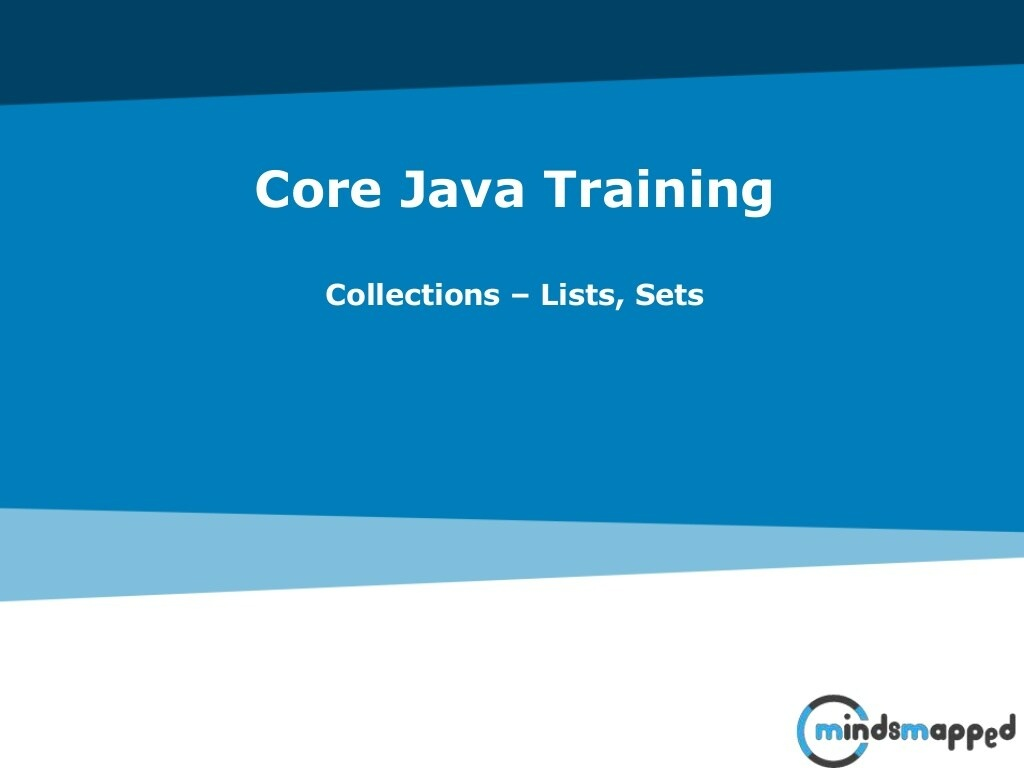 Core Java Training
Collections – Lists, Sets
mindsmapped